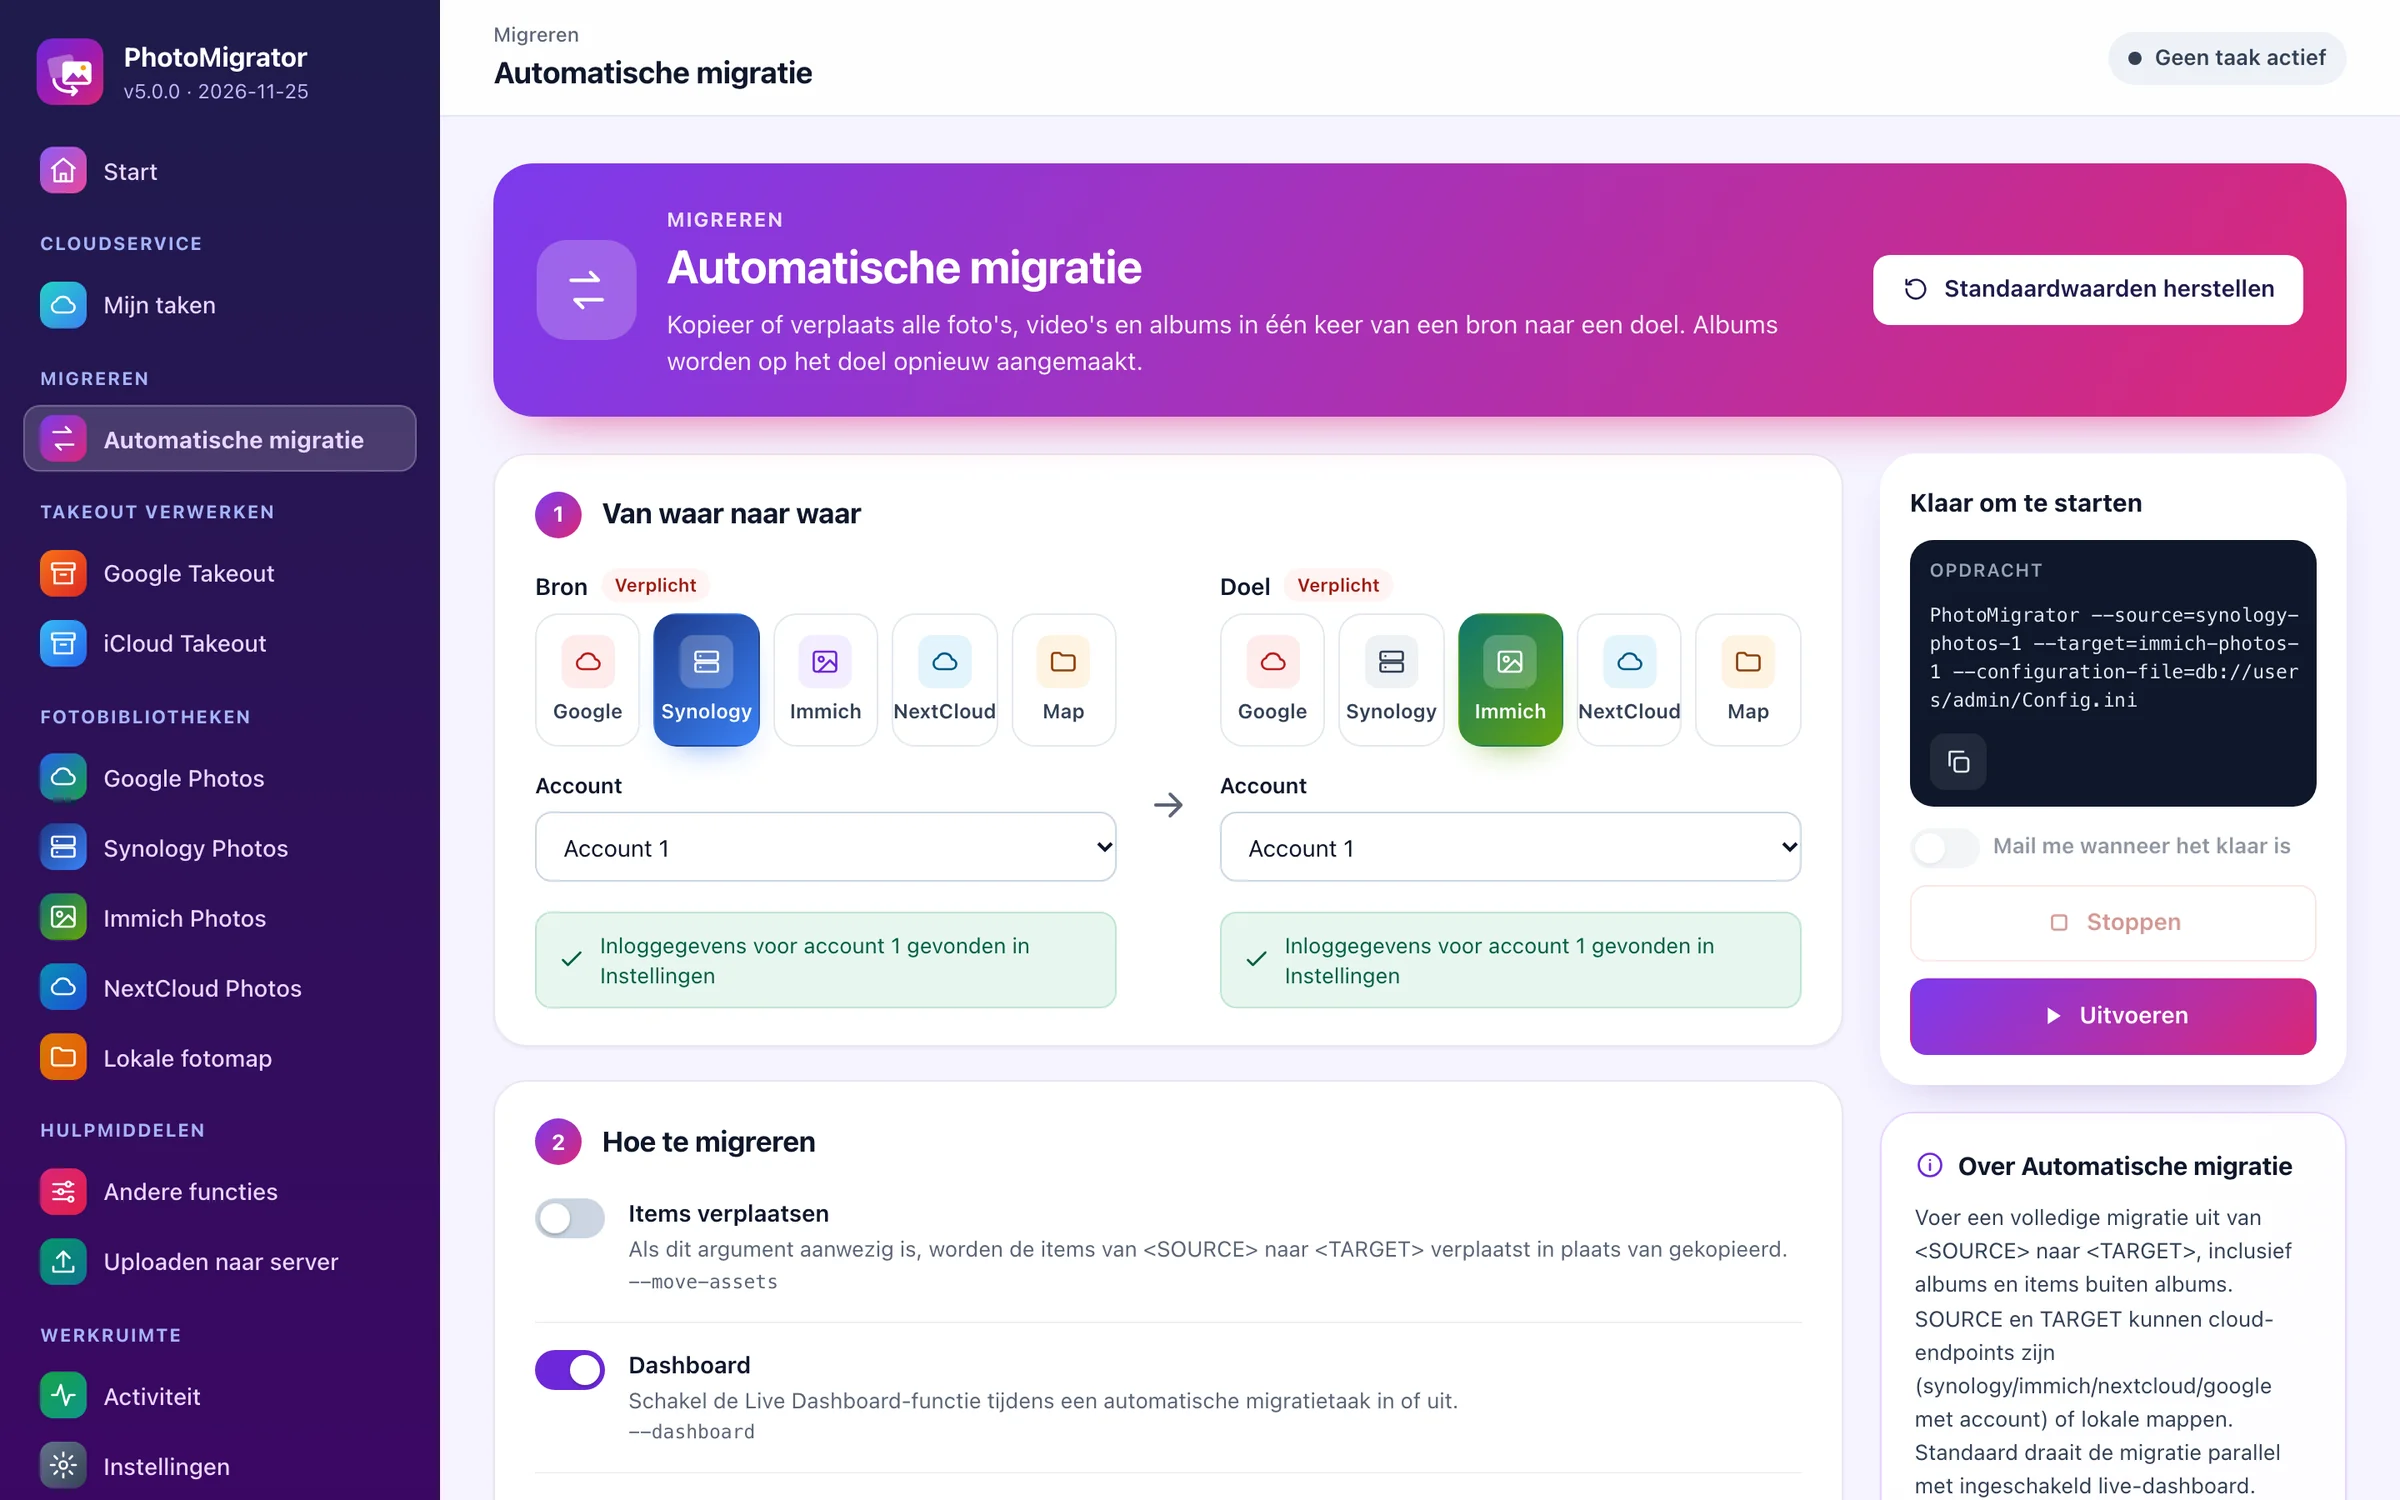 PhotoMigrator
v5.0.0 · 2026-11-25
Start
CLOUDSERVICE
Mijn taken
MIGREREN
Automatische migratie
TAKEOUT VERWERKEN
Google Takeout
iCloud Takeout
FOTOBIBLIOTHEKEN
Google Photos
Synology Photos
Immich Photos
NextCloud Photos
Lokale fotomap
HULPMIDDELEN
Andere functies
Uploaden naar server
WERKRUIMTE
Activiteit
Instellingen
Migreren
Automatische migratie
Geen taak actief
MIGREREN
Automatische migratie
Kopieer of verplaats alle foto's, video's en albums in één keer van een bron naar een doel. Albums
worden op het doel opnieuw aangemaakt.
Standaardwaarden herstellen
1 Van waar naar waar
Bron Verplicht
Google Synology Immich NextCloud Map
Account
Account 1
Inloggegevens voor account 1 gevonden in
Instellingen
Doel Verplicht
Google Synology Immich NextCloud Map
Account
Account 1
Inloggegevens voor account 1 gevonden in
Instellingen
2 Hoe te migreren
Items verplaatsen
Als dit argument aanwezig is, worden de items van <SOURCE> naar <TARGET> verplaatst in plaats van gekopieerd.
--move-assets
Dashboard
Schakel de Live Dashboard-functie tijdens een automatische migratietaak in of uit.
--dashboard
Klaar om te starten
OPDRACHT
PhotoMigrator --source=synology-
photos-1 --target=immich-photos-
1 --configuration-file=db://user
s/admin/Config.ini
Mail me wanneer het klaar is
Stoppen
Uitvoeren
Over Automatische migratie
Voer een volledige migratie uit van
<SOURCE> naar <TARGET>, inclusief
albums en items buiten albums.
SOURCE en TARGET kunnen cloud-
endpoints zijn
(synology/immich/nextcloud/google
met account) of lokale mappen.
Standaard draait de migratie parallel
met ingeschakeld live-dashboard.